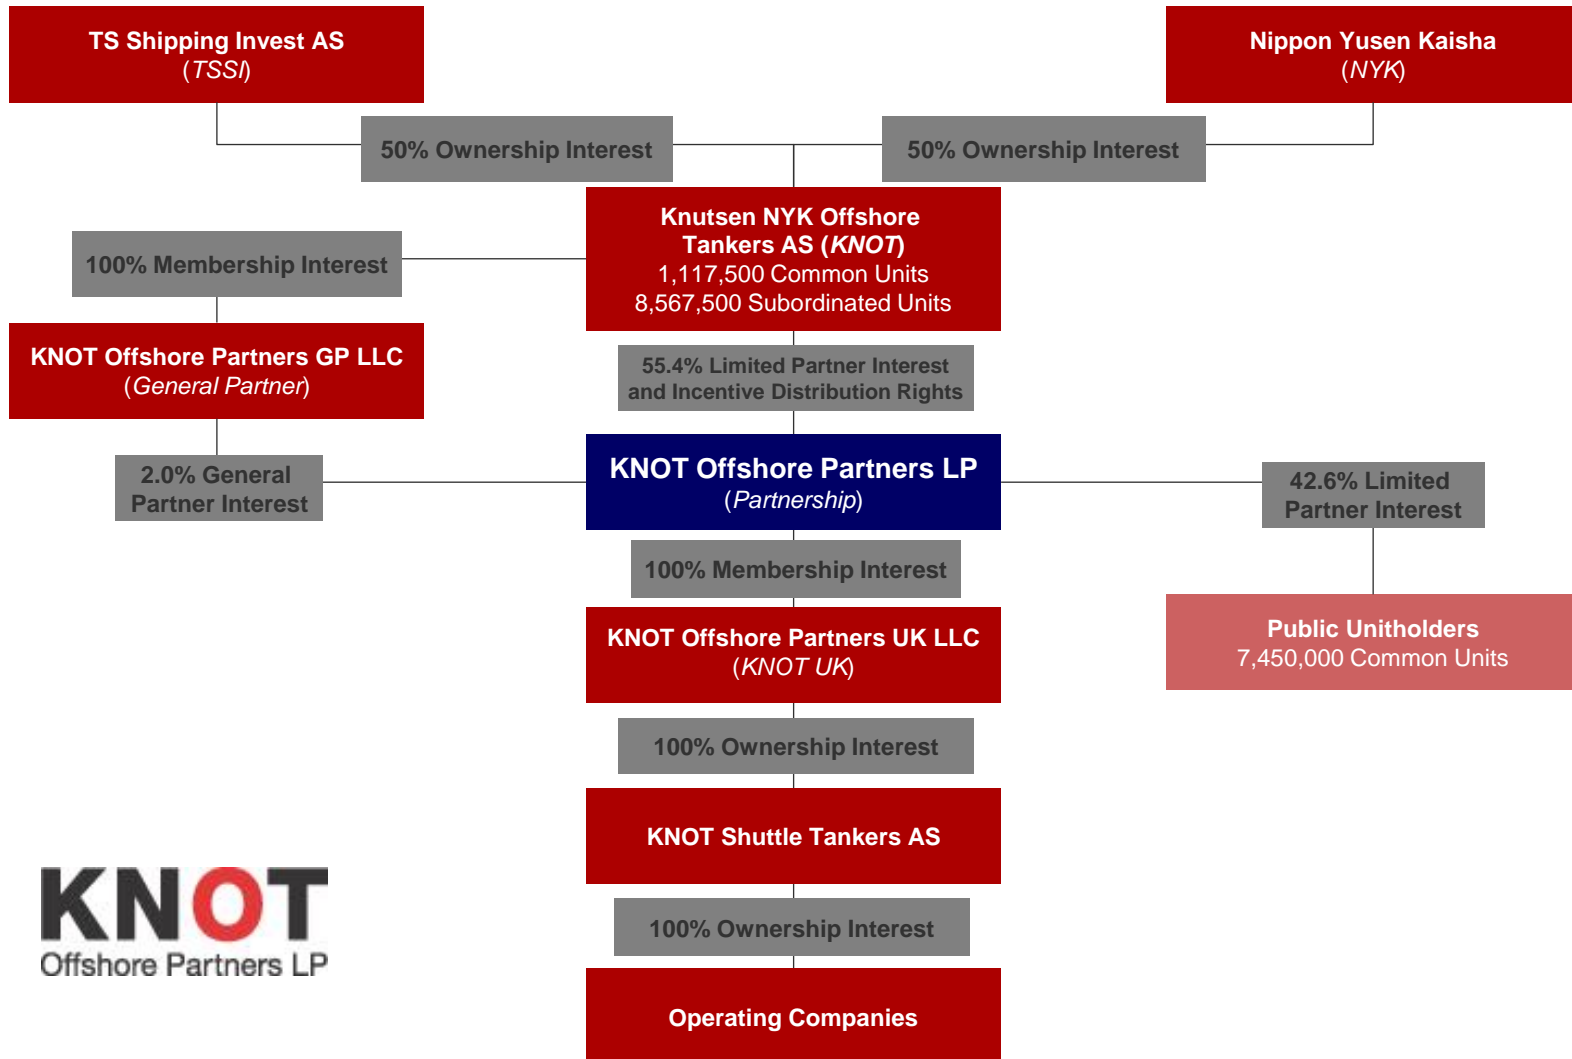 TS Shipping Invest AS
(TSSI)
Nippon Yusen Kaisha
(NYK)
50% Ownership Interest
50% Ownership Interest
Knutsen NYK Offshore
Tankers AS (KNOT)
1,117,500 Common Units
8,567,500 Subordinated Units
100% Membership Interest
KNOT Offshore Partners GP LLC
(General Partner)
55.4% Limited Partner Interest
and Incentive Distribution Rights
2.0% General
Partner Interest
KNOT Offshore Partners LP
(Partnership)
42.6% Limited
Partner Interest
100% Membership Interest
KNOT Offshore Partners UK LLC
(KNOT UK)
Public Unitholders
7,450,000 Common Units
100% Ownership Interest
KNOT Shuttle Tankers AS
100% Ownership Interest
Operating Companies
KNOT
Offshore Partners LP